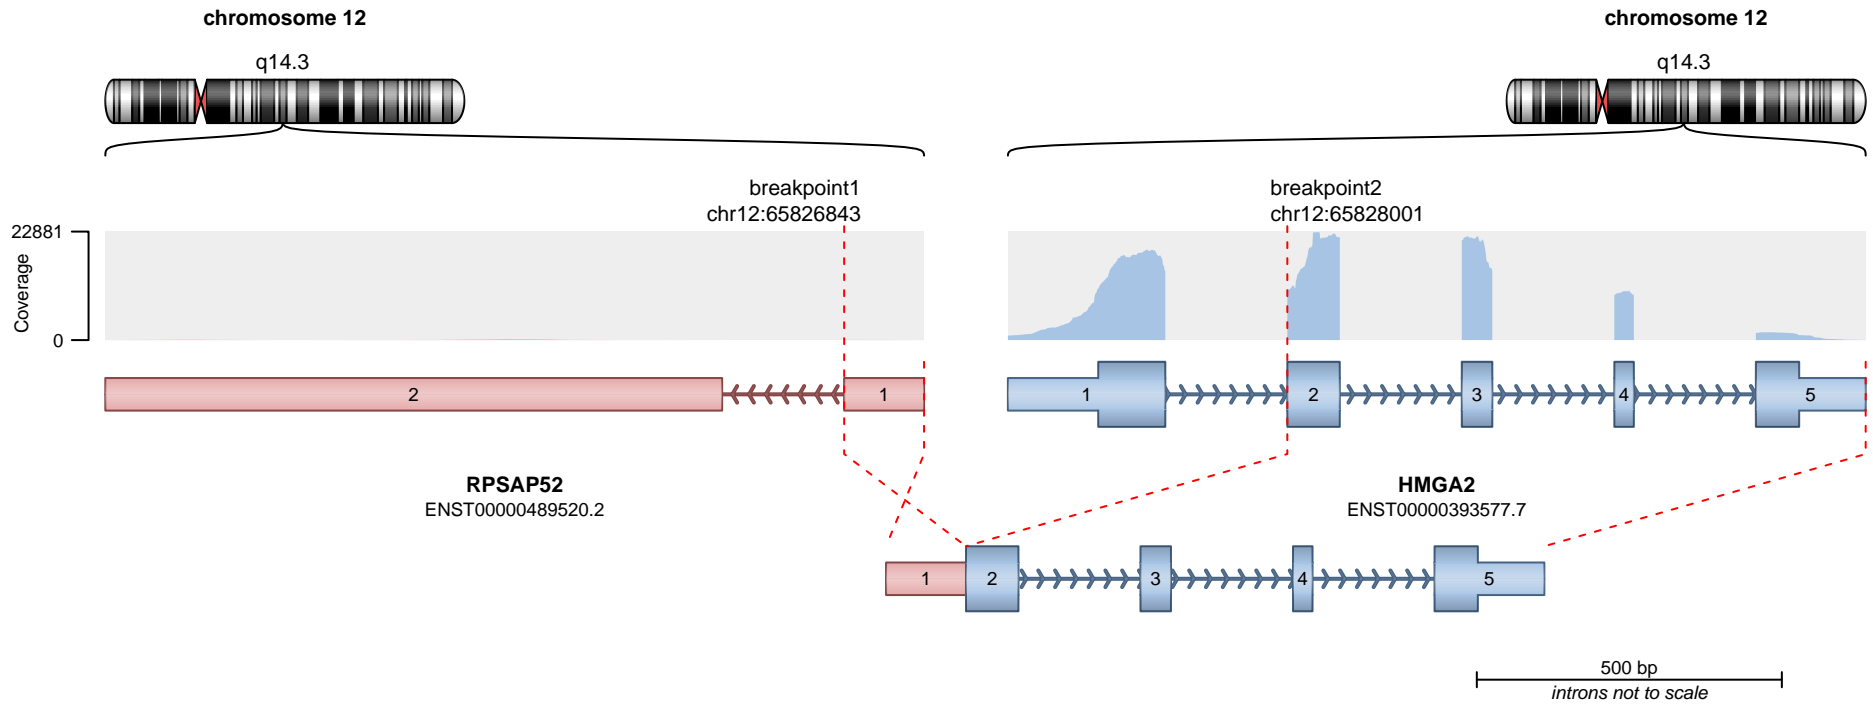 chromosome 12
chromosome 12
q14.3
q14.3
breakpoint1
chr12:65826843
breakpoint2
chr12:65828001
22881
0
Coverage
2
1
1
2
3
4
5
RPSAP52
ENST00000489520.2
HMGA2
ENST00000393577.7
1
2
3
4
5
500 bp
introns not to scale